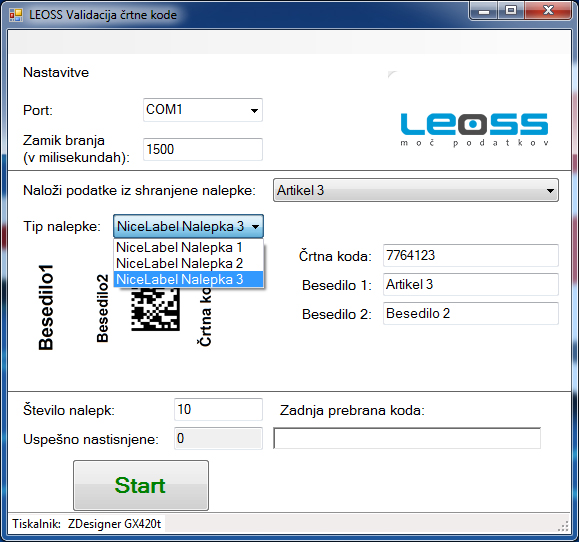 LEOSS Validacija črtne kode
Nastavitve
Port: COM1
Zamik branja
(v milisekundah): 1500
LEOSS
moč podatkov
Naloži podatke iz shranjene nalepke: Artikel 3
Tip nalepke: NiceLabel Nalepka 3
NiceLabel Nalepka 1
NiceLabel Nalepka 2
NiceLabel Nalepka 3
Besedilo1
Besedilo2
Črtna ko
Črtna koda: 7764123
Besedilo 1: Artikel 3
Besedilo 2: Besedilo 2
Število nalepk: 10
Zadnja prebrana koda:
Uspešno nastisnjene: 0
Start
Tiskalnik: ZDesigner GX420t